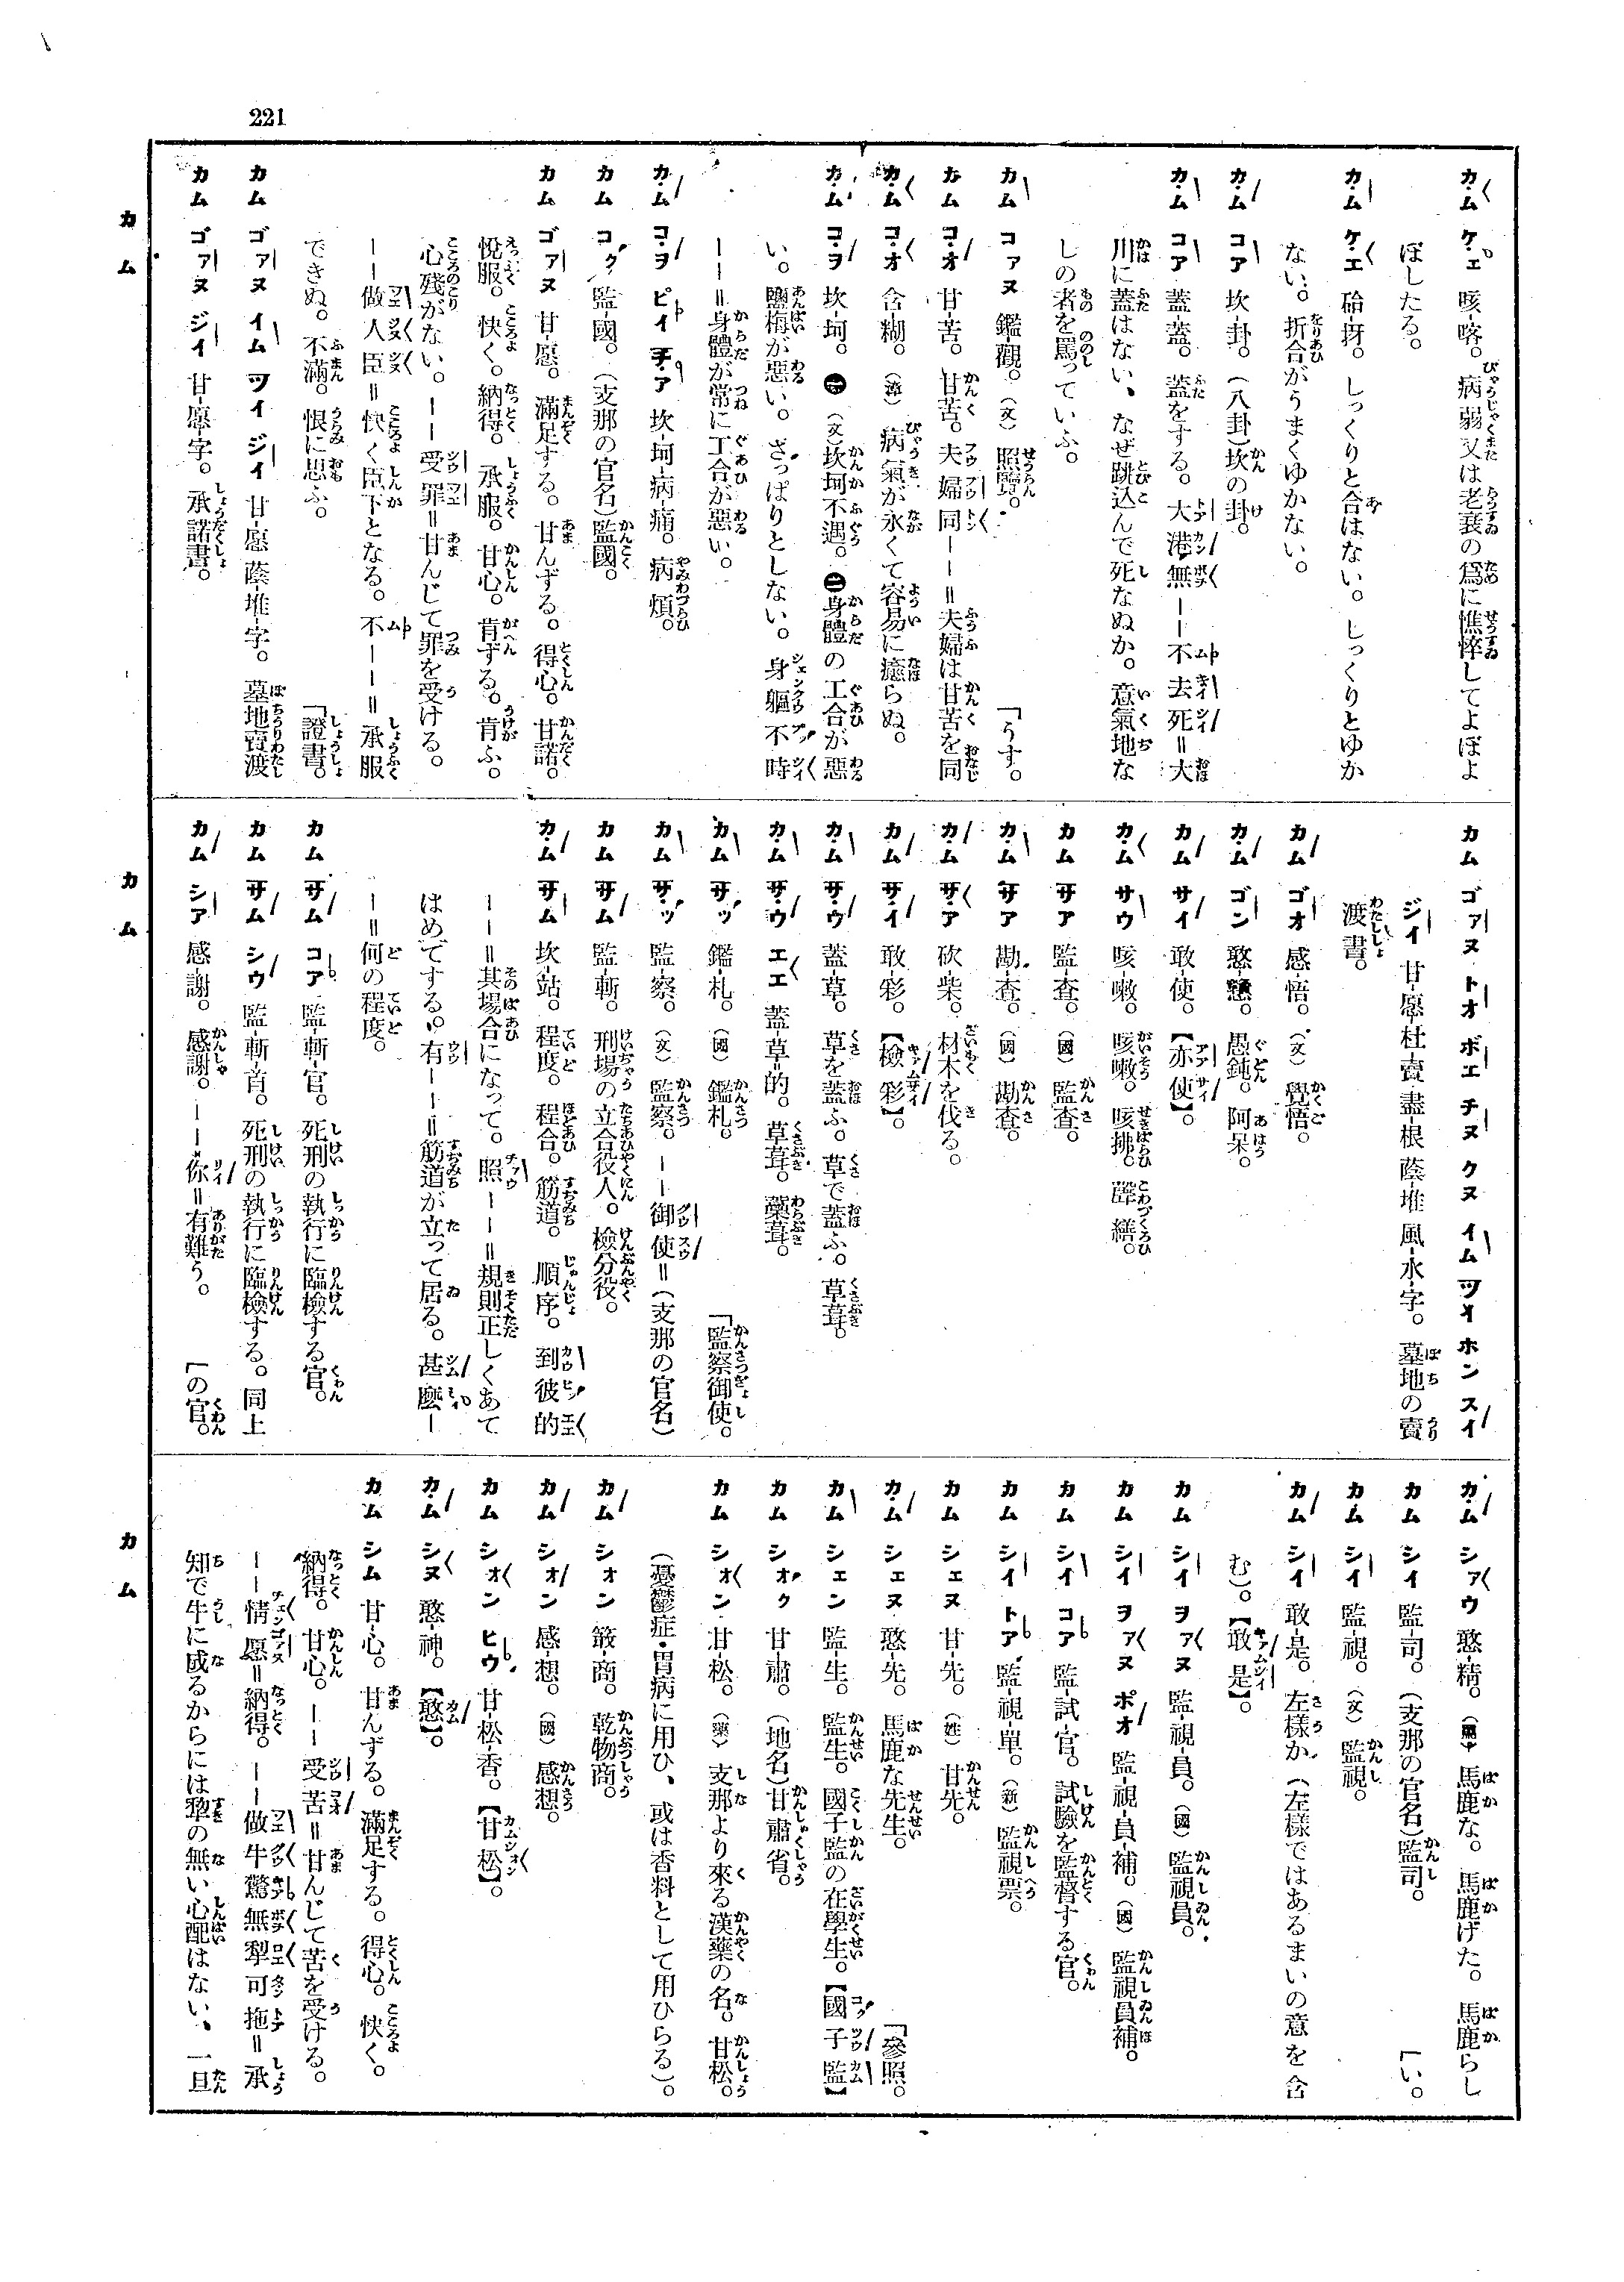 221
カム ケエ 咳-喀。病弱又は老衰の爲に憔悴してよぼよ
ぼしたる。
カム ケエ 𬒈-呀。しっくりと合はない。しっくりとゆか
ない。折合がうまくゆかない。
カム コア 坎-卦。(八卦)坎の卦。
カム コア 蓋-蓋。蓋をする。大港無ーー不去死=大
川に蓋はない、なぜ跳込んで死なぬか。意氣地な
しの者を罵っていふ。
カム コァヌ 鑑-觀。(文)照覽。 「うす。
カム コオ 甘-苦。甘苦。夫婦同ーー=夫婦は甘苦を同
カム コオ 含-糊。病氣が永くて容易に癒らぬ。
カム コヲ 坎-坷。㊀(文)坎坷不遇。㊁身體の工合が惡
い。鹽梅が惡い。さっぱりとしない。身軀不時
ーー=身體が常に工合が惡い。
カム コヲ ピイ チァ 坎-坷-病-痛。病煩。
カム コク 監-國。(支那の官名)監國。
カム ゴァヌ 甘-愿。滿足する。甘んずる。得心。甘諾。
悅服。快く。納得。承服。甘心。肯ずる。肯ふ。
心殘がない。ーー受罪=甘んじて罪を受ける。
ーー做人臣=快く臣下となる。不ーー=承服
できぬ。不滿。恨に思ふ。 「證書。
カム ゴァヌ イム ツイ ジイ 甘-愿 蔭-堆-字。墓地賣渡
カム ゴァヌ ジイ 甘-愿-字。承諾書。
カム
カム ゴァヌ トオ ボエ チヌ クヌ イム ツイ ホン スイ
ジイ 甘-愿-杜-賣-盡-根 蔭-堆 風-水-字。墓地の賣
渡書。
カム ゴオ 感-悟。(文)覺悟。
カム ゴン 憨-戇。愚鈍。阿呆。
カム サイ 敢-使。【亦使】。
カム サウ 咳-嗽。咳嗽。咳拂。聲繕。
カム サア 監-査。(國)監査。
カム サア 勘-査。(國)勘査。
カム サア 砍-柴。材木を伐る。
カム サイ 敢-彩。【檢彩】。
カム サウ 蓋-草。草を蓋ふ。草で蓋ふ。草葺。
カム サウ エエ 蓋-草-的。草葺。藁葺。
カム サッ 鑑-札。(國)鑑札。 「監察御使。
カム サッ 監-察。(文)監察。ーー御使=(支那の官名)
カム サム 監-斬。刑場の立合役人。檢分役。
カム サム 坎-站。程度。程合。筋道。順序。到彼的
ーー=其場合になって。照ーー=規則正しくあて
はめてする。有ーー=筋道が立って居る。甚麼ー
ー=何の程度。
カム サム コア 監-斬-官。死刑の執行に臨檢する官。
カム サム シウ 監-斬-首。死刑の執行に臨檢する。同上
カム シア 感-謝。感謝。ーー你=有難う。 「の官。
カム
カム シァウ 憨-精。馬鹿な。馬鹿げた。馬鹿らし
カム シイ 監-司。(支那の官名)監司。 「い。
カム シイ 監-視。(文)監視。
カム シイ 敢-是。左樣か(左樣ではあるまいの意を含
む)。【敢是】。
カム シイ ヲァヌ 監-視-員。(國)監視員。
カム シイ ヲァヌ ポオ 監-視-員-補。(國)監視員補。
カム シイ コア 監-試-官。試驗を監督する官。
カム シイ トァ 監-視-單。(新)監視票。
カム シェヌ 甘-先。(姓)甘先。
カム シェヌ 憨-先。馬鹿な先生。 「參照。
カム シェン 監-生。監生。國子監の在學生。【國子監】
カム シオク 甘-肅。(地名)甘肅省。
カム シォン 甘-松。(藥)支那より來る漢藥の名。甘松。
(憂鬱症・胃病に用ひ、或は香料として用ひらる)。
カム シォン 䈄-商。乾物商。
カム シォン 感-想。(國)感想。
カム シォン ヒウ 甘-松-香。【甘松】。
カム シヌ 憨-神。【憨】。
カム シム 甘-心。甘んずる。滿足する。得心。快く。
納得。甘心。ーー受苦=甘んじて苦を受ける。
ーー情愿=納得。ーー做牛驚無犁可拖=承
知で牛に成るからには犂の無い心配はない、一旦
カム